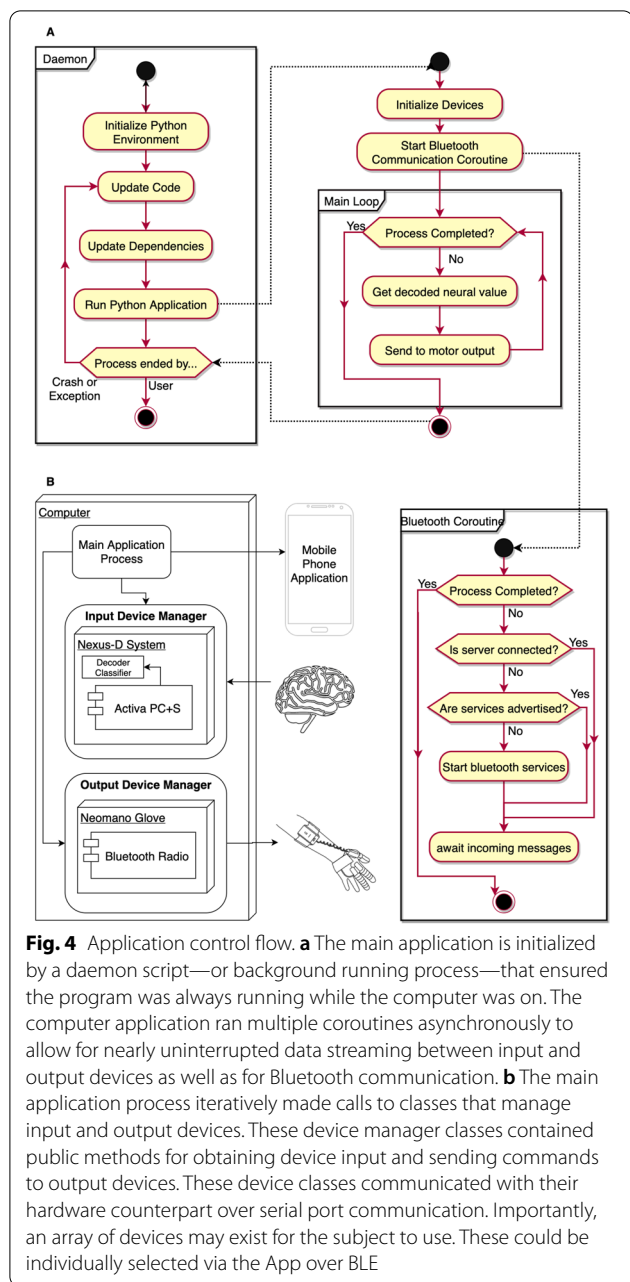 A
Daemon
Initialize Python
Environment
Update Code
Update Dependencies
Run Python Application
Process ended by...
Crash or
Exception
User
Initialize Devices
Start Bluetooth
Communication Coroutine
Main Loop
Yes
Process Completed?
No
Get decoded neural value
Send to motor output
B
Computer
Main Application
Process
Mobile
Phone
Application
Input Device Manager
Nexus-D System
Decoder
Classifier
Activa PC+S
Output Device Manager
Neomano Glove
Bluetooth Radio
Bluetooth Coroutine
Yes
Process Completed?
No
Is server connected?
Yes
No
Are services advertised?
Yes
No
Start bluetooth services
await incoming messages
Fig. 4 Application control flow. a The main application is initialized
by a daemon script—or background running process—that ensured
the program was always running while the computer was on. The
computer application ran multiple coroutines asynchronously to
allow for nearly uninterrupted data streaming between input and
output devices as well as for Bluetooth communication. b The main
application process iteratively made calls to classes that manage
input and output devices. These device manager classes contained
public methods for obtaining device input and sending commands
to output devices. These device classes communicated with their
hardware counterpart over serial port communication. Importantly,
an array of devices may exist for the subject to use. These could be
individually selected via the App over BLE